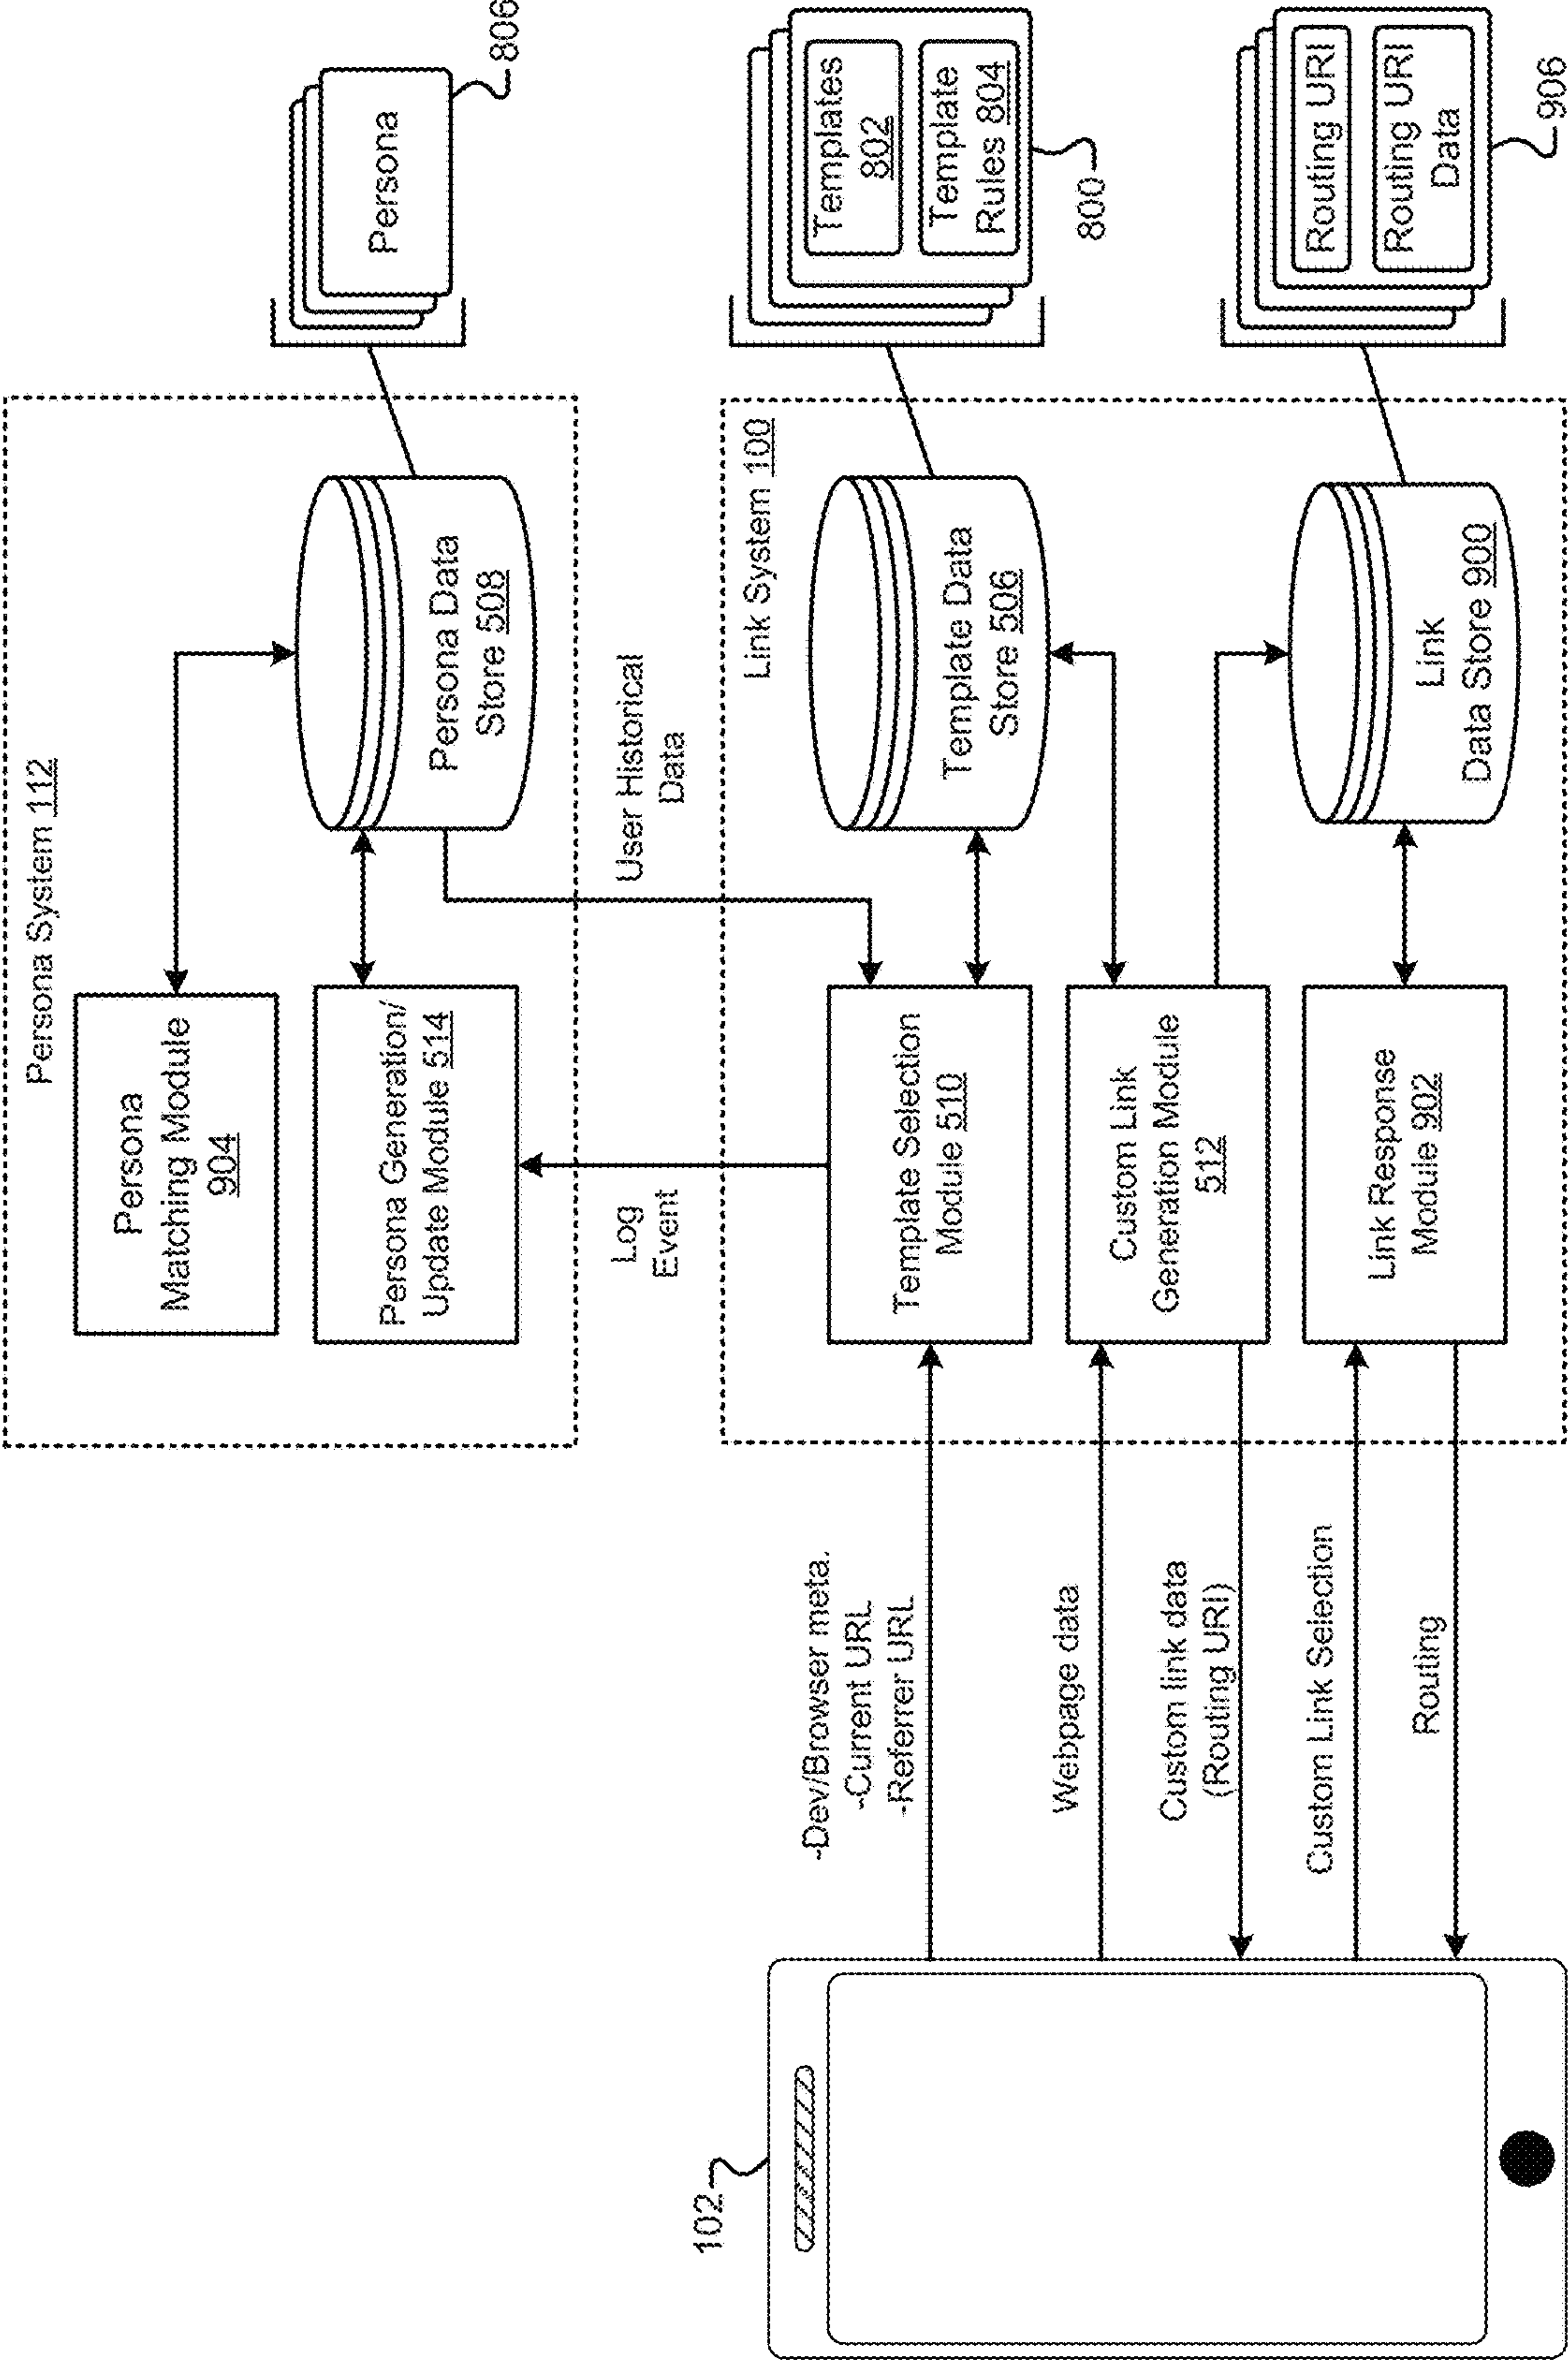 Persona System 112
Persona
Matching Module
904
Persona Generation/
Update Module 514
Persona Data
Store 508
Persona
806
Log
Event
User Historical
Data
Link System 100
Template Selection
Module 510
Template Data
Store 506
Templates
802
Template
Rules 804
800
Custom Link
Generation Module
512
Link Response
Module 902
Link
Data Store 900
Routing URI
Routing URI
Data
906
102
-Dev/Browser meta.
-Current URL
-Referrer URL
Webpage data
Custom link data
(Routing URI)
Custom Link Selection
Routing